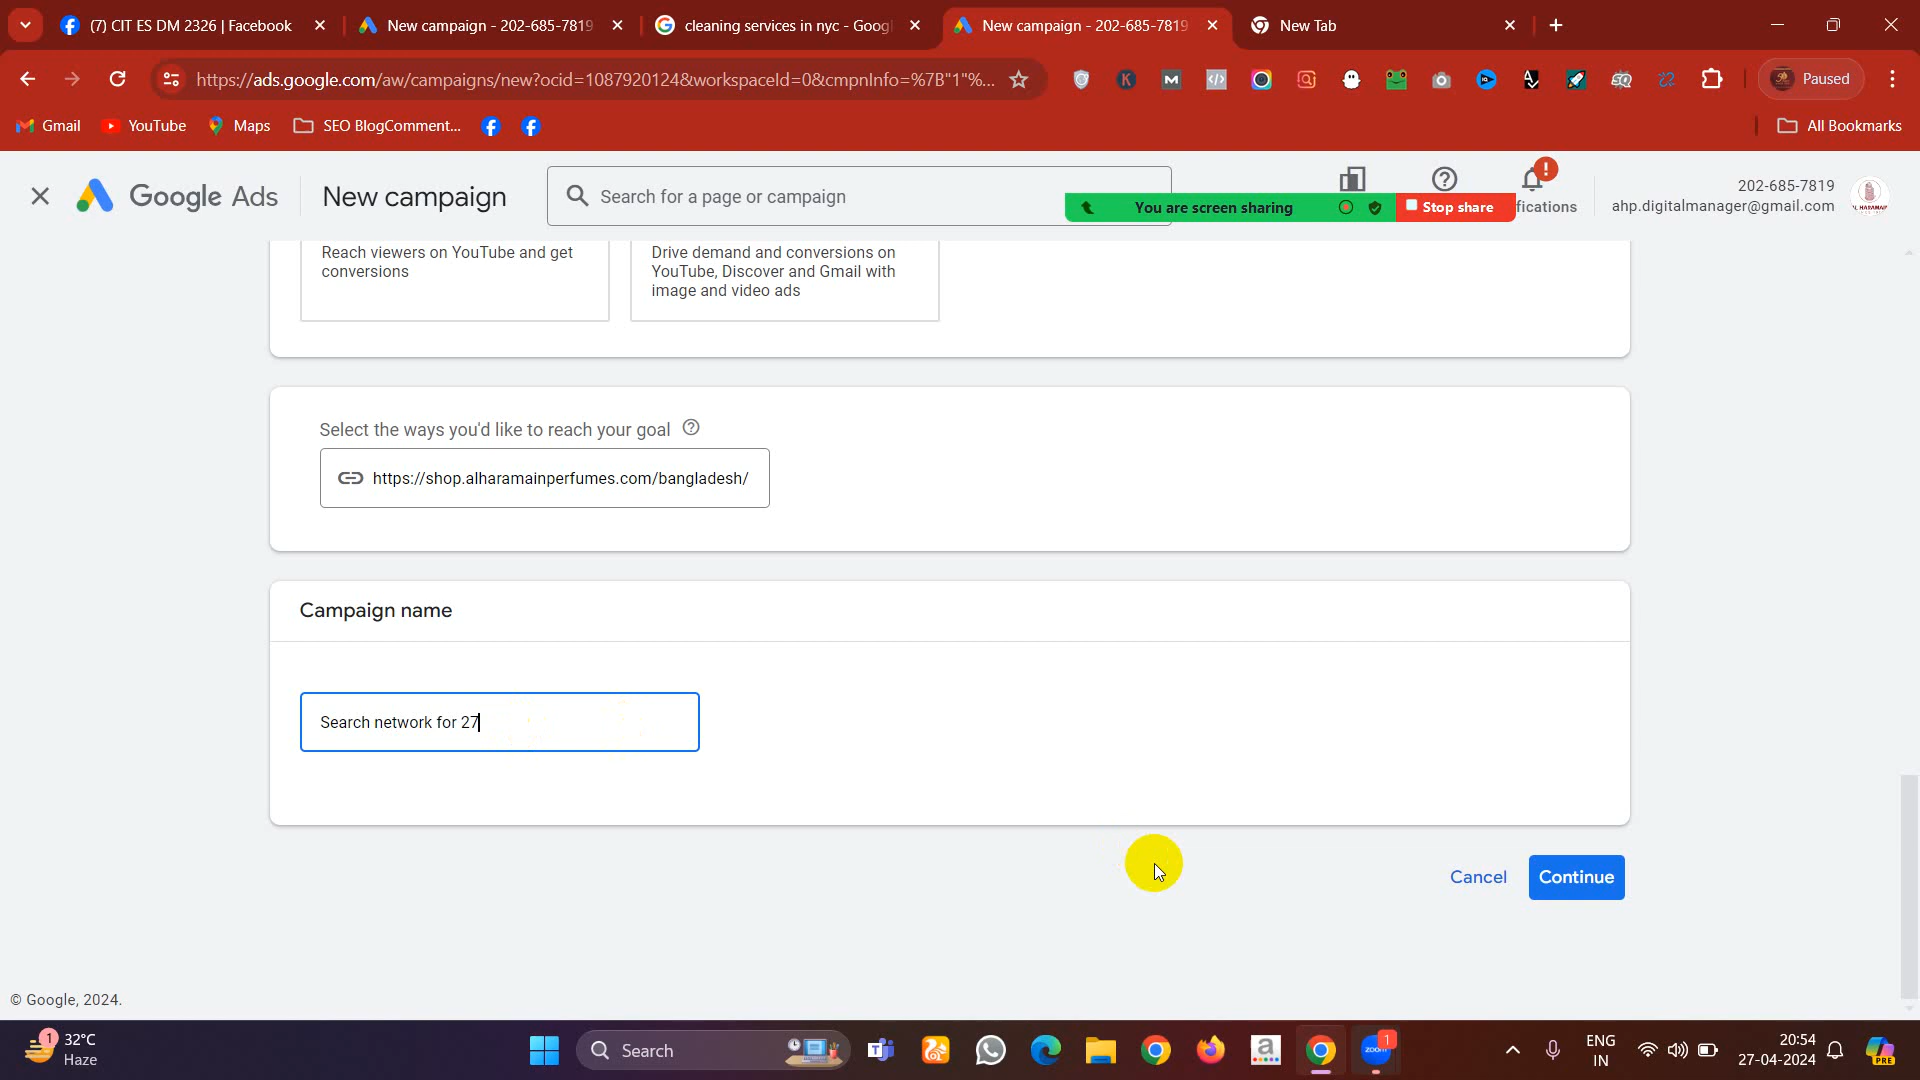 (7) CIT ES DM 2326 | Facebook
New campaign - 202-685-7819
cleaning services in nyc - Goog
New campaign - 202-685-7819
New Tab
https://ads.google.com/aw/campaigns/new?ocid=1087920124&workspaceId=0&cmpnInfo=%7B"1"%...
Paused
Gmail
YouTube
Maps
SEO BlogComment...
All Bookmarks
Google Ads
New campaign
Search for a page or campaign
202-685-7819
ahp.digitalmanager@gmail.com
You are screen sharing
Stop share
fications
Reach viewers on YouTube and get
conversions
Drive demand and conversions on
YouTube, Discover and Gmail with
image and video ads
Select the ways you'd like to reach your goal
https://shop.alharamainperfumes.com/bangladesh/
Campaign name
Search network for 27
Cancel
Continue
© Google, 2024.
1
32°C
Haze
Search
zoom
1
ENG
IN
20:54
27-04-2024
PRE